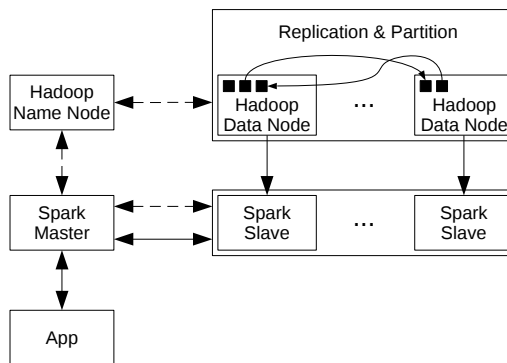 Replication & Partition
Hadoop
Name Node
Hadoop
Data Node
...
Hadoop
Data Node
Spark
Master
Spark
Slave
...
Spark
Slave
App